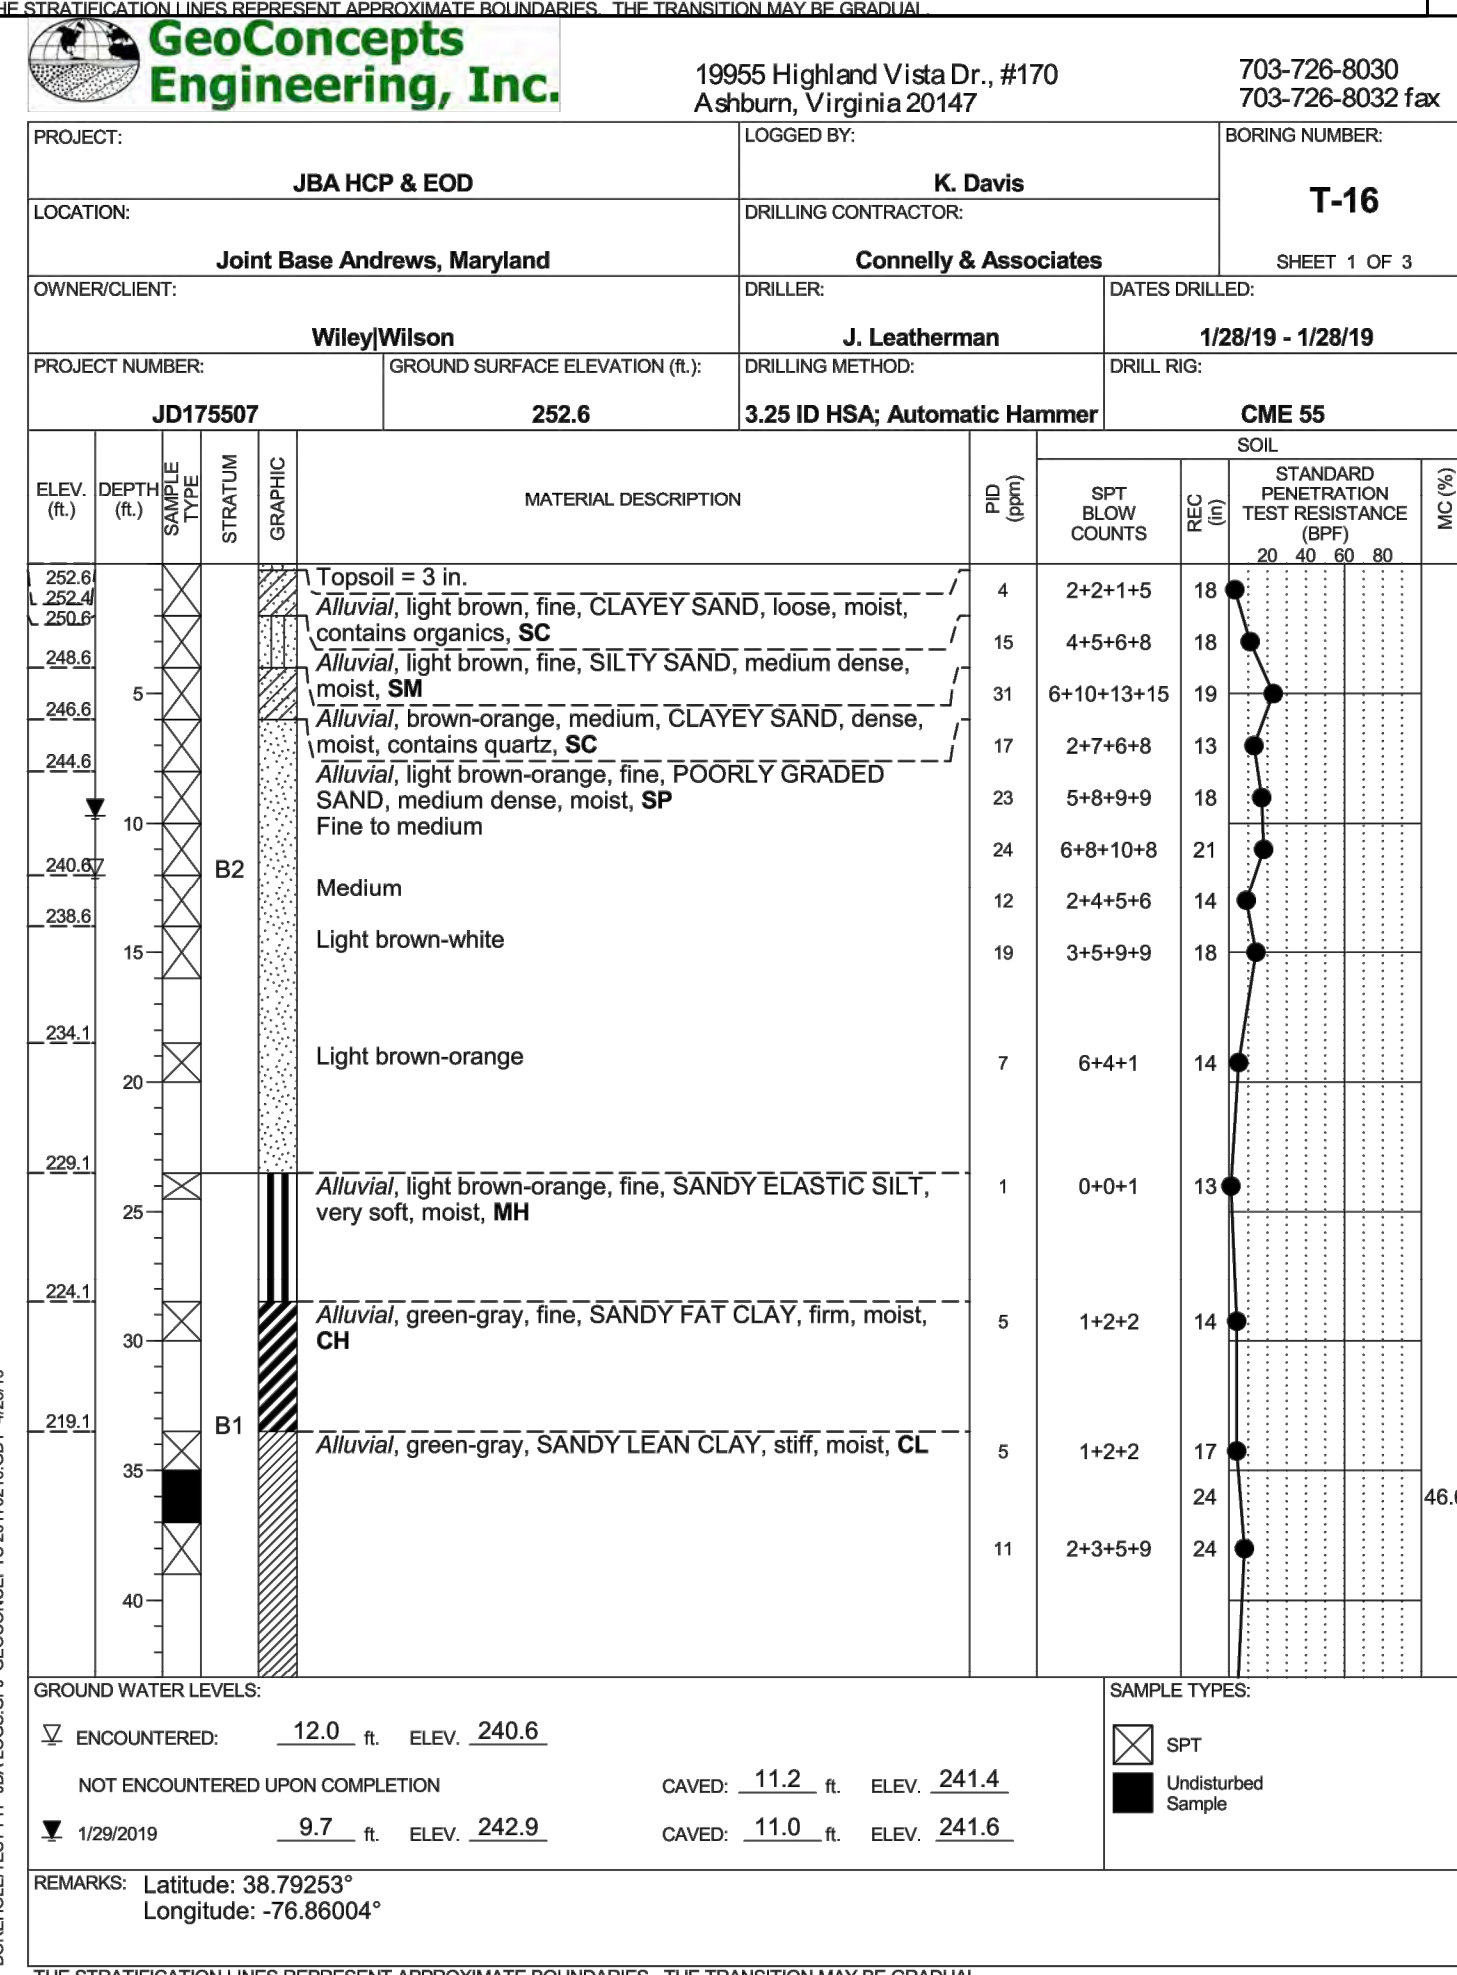 THE STRATIFICATION LINES REPRESENT APPROXIMATE BOUNDARIES. THE TRANSITION MAY BE GRADUAL.
GeoConcepts
Engineering, Inc.
19955 Highland Vista Dr., #170
Ashburn, Virginia 20147
703-726-8030
703-726-8032 fax
PROJECT:
JBA HCP & EOD
LOGGED BY:
K. Davis
BORING NUMBER:
T-16
SHEET 1 OF 3
LOCATION:
Joint Base Andrews, Maryland
DRILLING CONTRACTOR:
Connelly & Associates
OWNER/CLIENT:
Wiley|Wilson
DRILLER:
J. Leatherman
DATES DRILLED:
1/28/19 - 1/28/19
PROJECT NUMBER:
JD175507
GROUND SURFACE ELEVATION (ft.):
252.6
DRILLING METHOD:
3.25 ID HSA; Automatic Hammer
DRILL RIG:
CME 55
ELEV.
(ft.)
DEPTH
(ft.)
SAMPLE
TYPE
STRATUM
GRAPHIC
MATERIAL DESCRIPTION
PID
(ppm)
SOIL
SPT
BLOW
COUNTS
REC
(in)
STANDARD
PENETRATION
TEST RESISTANCE
(BPF)
20 40 60 80
MC (%)
252.6
Topsoil = 3 in.
4 2+2+1+5 18
252.4
Alluvial, light brown, fine, CLAYEY SAND, loose, moist,
250.6
contains organics, SC
15 4+5+6+8 18
248.6
Alluvial, light brown, fine, SILTY SAND, medium dense,
moist, SM
5
31 6+10+13+15 19
246.6
Alluvial, brown-orange, medium, CLAYEY SAND, dense,
moist, contains quartz, SC
17 2+7+6+8 13
244.6
Alluvial, light brown-orange, fine, POORLY GRADED
SAND, medium dense, moist, SP
23 5+8+9+9 18
10
Fine to medium
24 6+8+10+8 21
240.6
B2
Medium
12 2+4+5+6 14
238.6
Light brown-white
15
19 3+5+9+9 18
234.1
Light brown-orange
7 6+4+1 14
20
229.1
Alluvial, light brown-orange, fine, SANDY ELASTIC SILT,
very soft, moist, MH
1 0+0+1 13
25
224.1
Alluvial, green-gray, fine, SANDY FAT CLAY, firm, moist,
CH
5 1+2+2 14
30
219.1
B1
Alluvial, green-gray, SANDY LEAN CLAY, stiff, moist, CL
5 1+2+2 17
35
24
11 2+3+5+9 24
40
GROUND WATER LEVELS:
ENCOUNTERED: 12.0 ft. ELEV. 240.6
NOT ENCOUNTERED UPON COMPLETION CAVED: 11.2 ft. ELEV. 241.4
1/29/2019 9.7 ft. ELEV. 242.9 CAVED: 11.0 ft. ELEV. 241.6
SAMPLE TYPES:
SPT
Undisturbed
Sample
REMARKS: Latitude: 38.79253°
Longitude: -76.86004°
THE STRATIFICATION LINES REPRESENT APPROXIMATE BOUNDARIES. THE TRANSITION MAY BE GRADUAL.